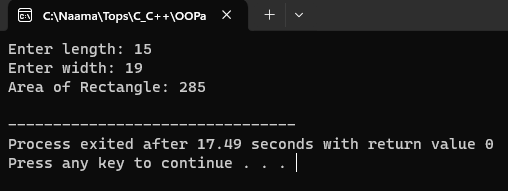 C:\Naama\Tops\C_C++\OOPa
Enter length: 15
Enter width: 19
Area of Rectangle: 285
--------------------------------
Process exited after 17.49 seconds with return value 0
Press any key to continue . . .